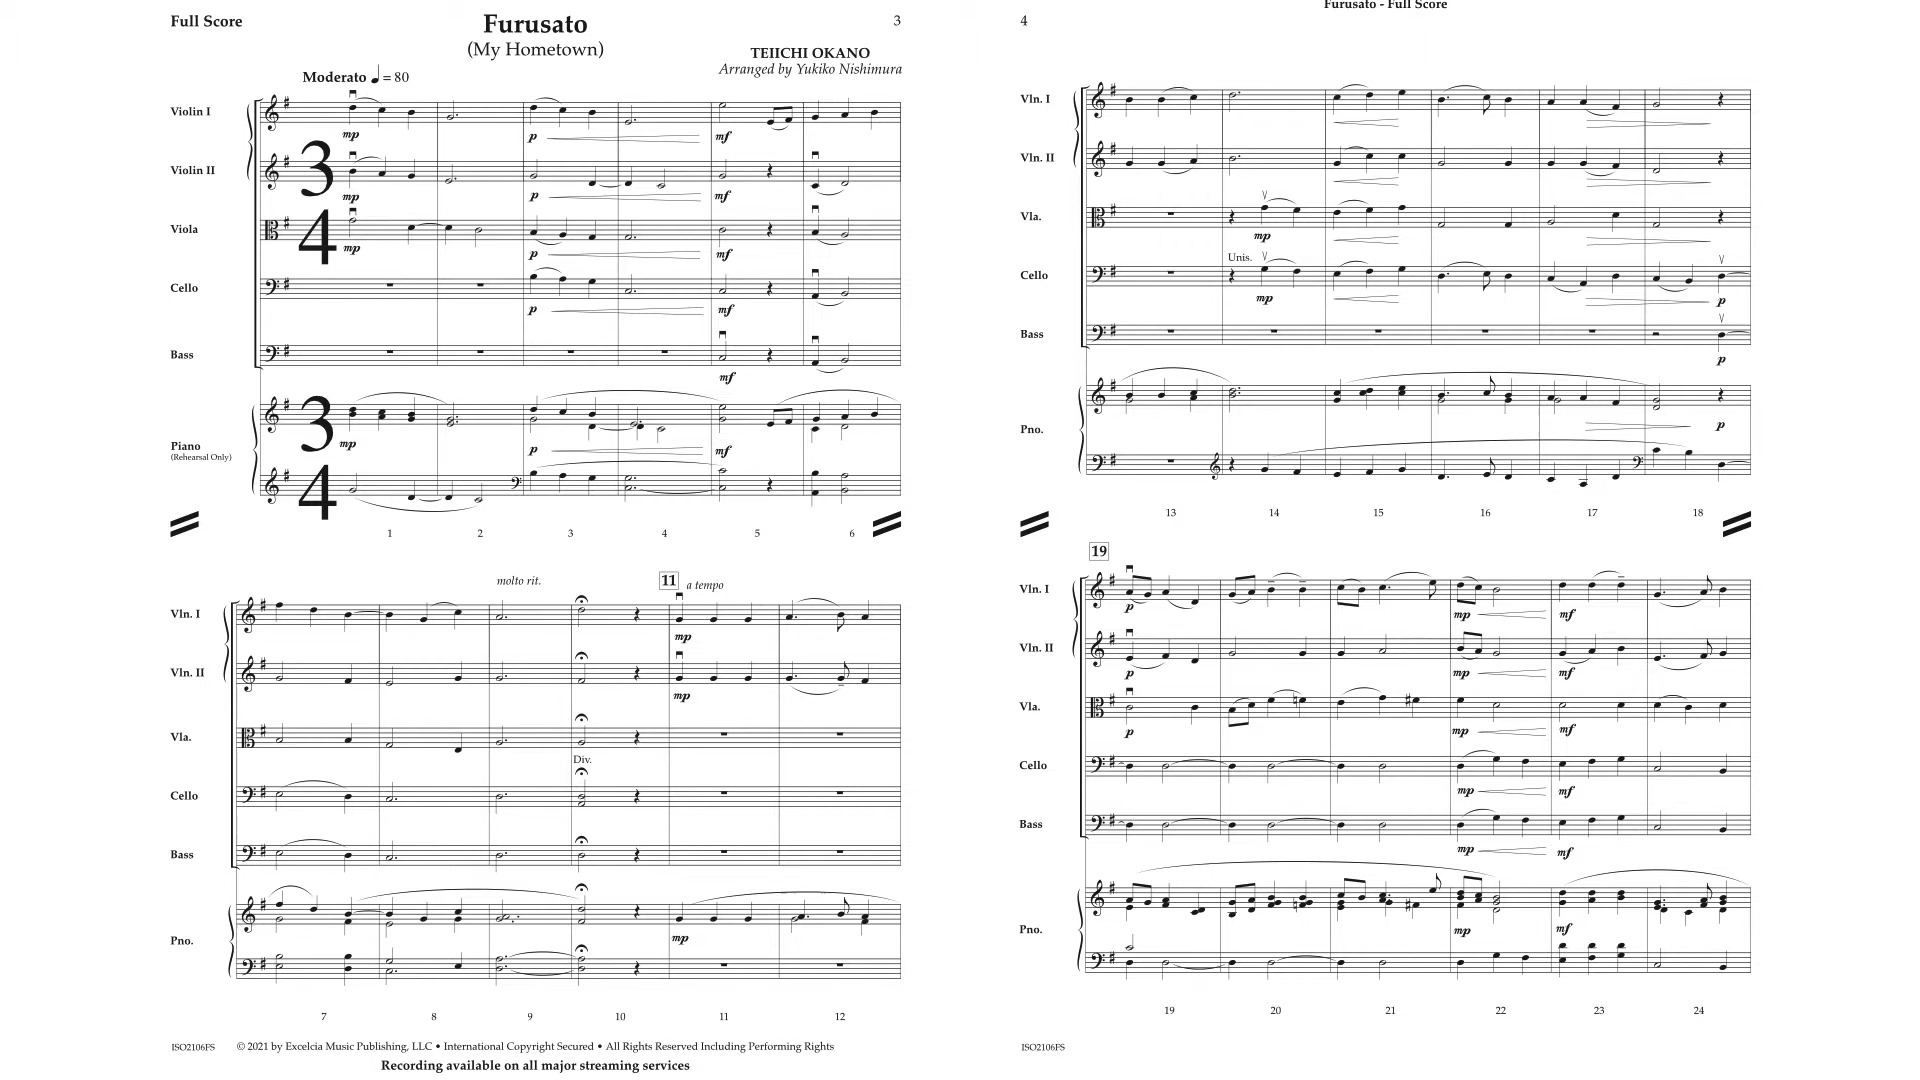 Full Score
Furusato
3
(My Hometown)
TEIICHI OKANO
Arranged by Yukiko Nishimura
Moderato ♩ = 80
Violin I
mp
p
mf
Violin II
3
4
mp
p
mf
Viola
mp
p
mf
Cello
p
mf
Bass
mf
Piano
(Rehearsal Only)
3
4
mp
p
mf
1 2 3 4 5 6
molto rit.
11 a tempo
Vln. I
mp
Vln. II
mp
Vla.
Div.
Cello
Bass
Pno.
mp
7 8 9 10 11 12
ISO2106FS © 2021 by Excelcia Music Publishing, LLC • International Copyright Secured • All Rights Reserved Including Performing Rights
Recording available on all major streaming services
4
Furusato - Full Score
Vln. I
Vln. II
Vla.
mp
Unis.
Cello
mp
p
Bass
p
Pno.
p
13 14 15 16 17 18
19
Vln. I
p
mp
mf
Vln. II
p
mp
mf
Vla.
p
mp
mf
Cello
mp
mf
Bass
mp
mf
Pno.
mp
mf
19 20 21 22 23 24
ISO2106FS